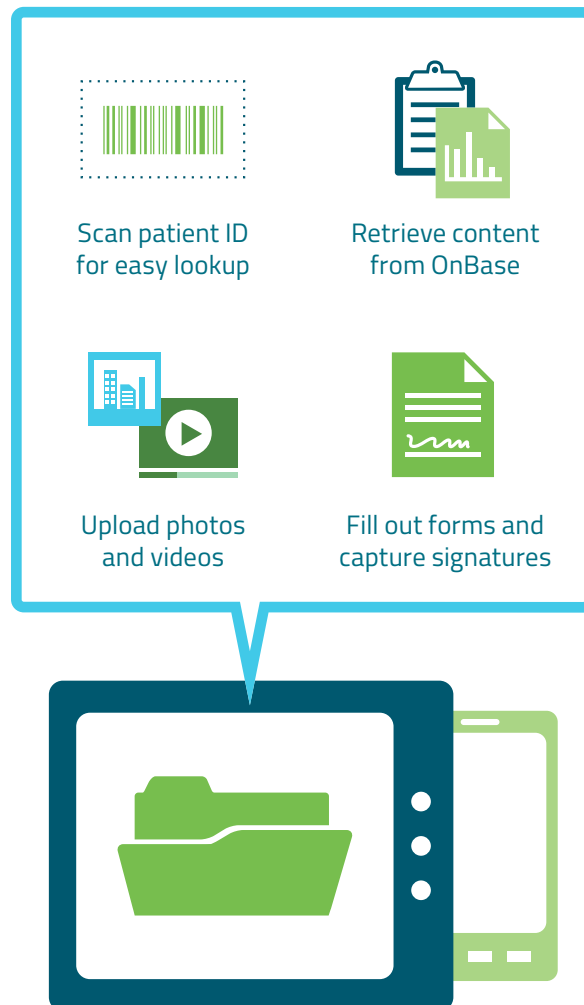 Scan patient ID
for easy lookup
Retrieve content
from OnBase
Upload photos
and videos
Fill out forms and
capture signatures